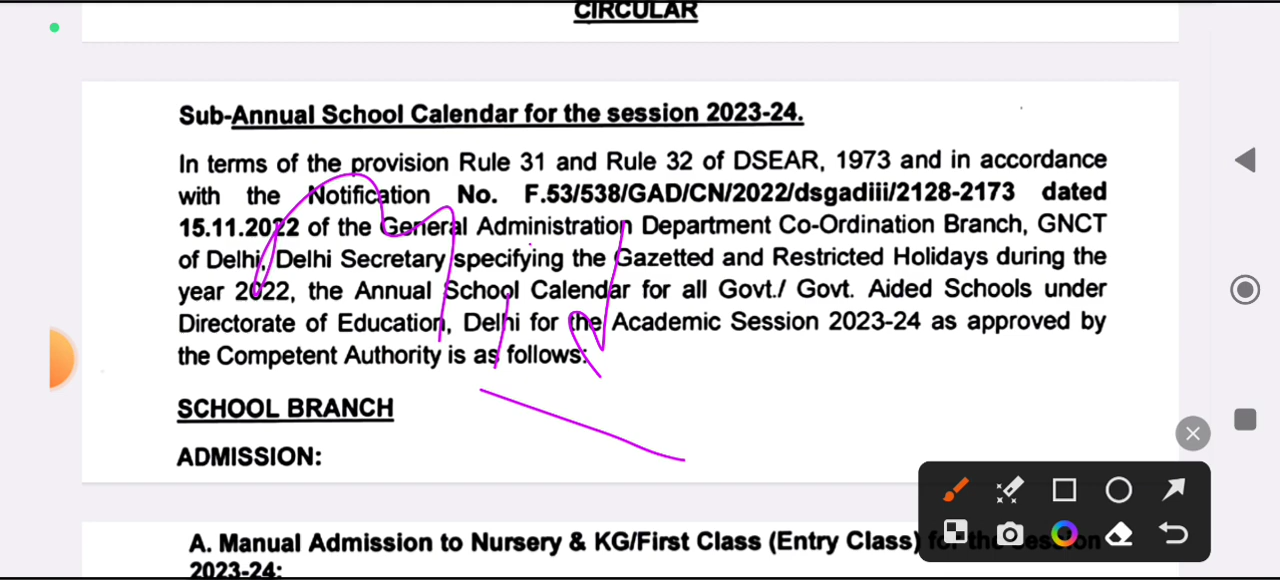 CIRCULAR
Sub-Annual School Calendar for the session 2023-24.
In terms of the provision Rule 31 and Rule 32 of DSEAR, 1973 and in accordance
with the Notification No. F.53/538/GAD/CN/2022/dsgadiii/2128-2173 dated
15.11.2022 of the General Administration Department Co-Ordination Branch, GNCT
of Delhi, Delhi Secretary specifying the Gazetted and Restricted Holidays during the
year 2022, the Annual School Calendar for all Govt./ Govt. Aided Schools under
Directorate of Education, Delhi for the Academic Session 2023-24 as approved by
the Competent Authority is as follows:
SCHOOL BRANCH
ADMISSION:
A. Manual Admission to Nursery & KG/First Class (Entry Class) for the session
2023-24: